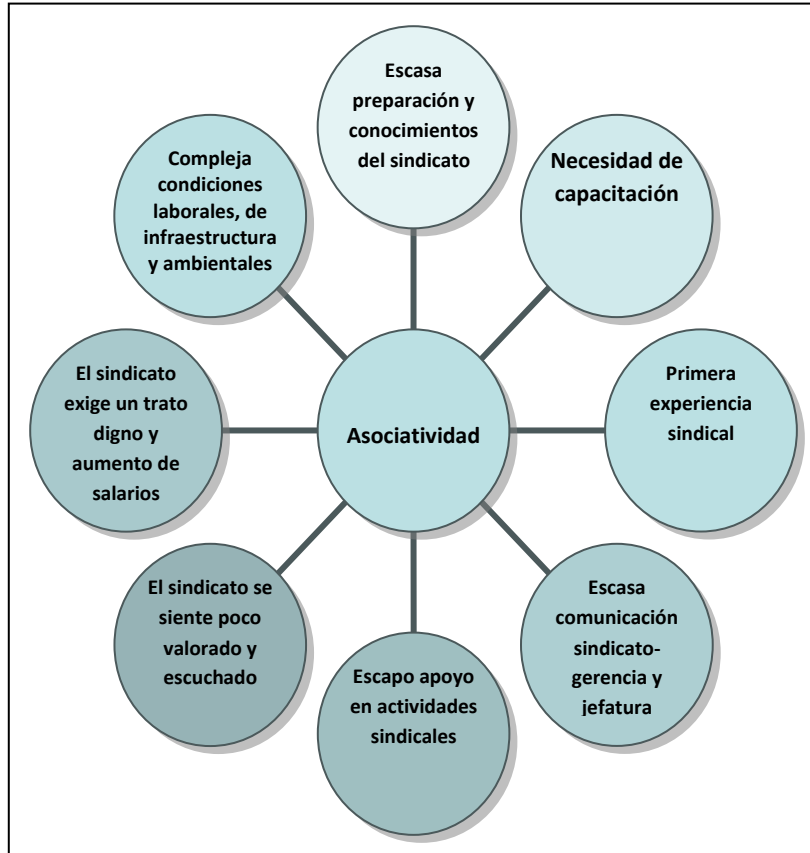 Escasa
preparación y
conocimientos
del sindicato
Necesidad de
capacitación
Primera
experiencia
sindical
Escasa
comunicación
sindicato-
gerencia y
jefatura
Escapo apoyo
en actividades
sindicales
El sindicato se
siente poco
valorado y
escuchado
El sindicato
exige un trato
digno y
aumento de
salarios
Compleja
condiciones
laborales, de
infraestructura
y ambientales
Asociatividad